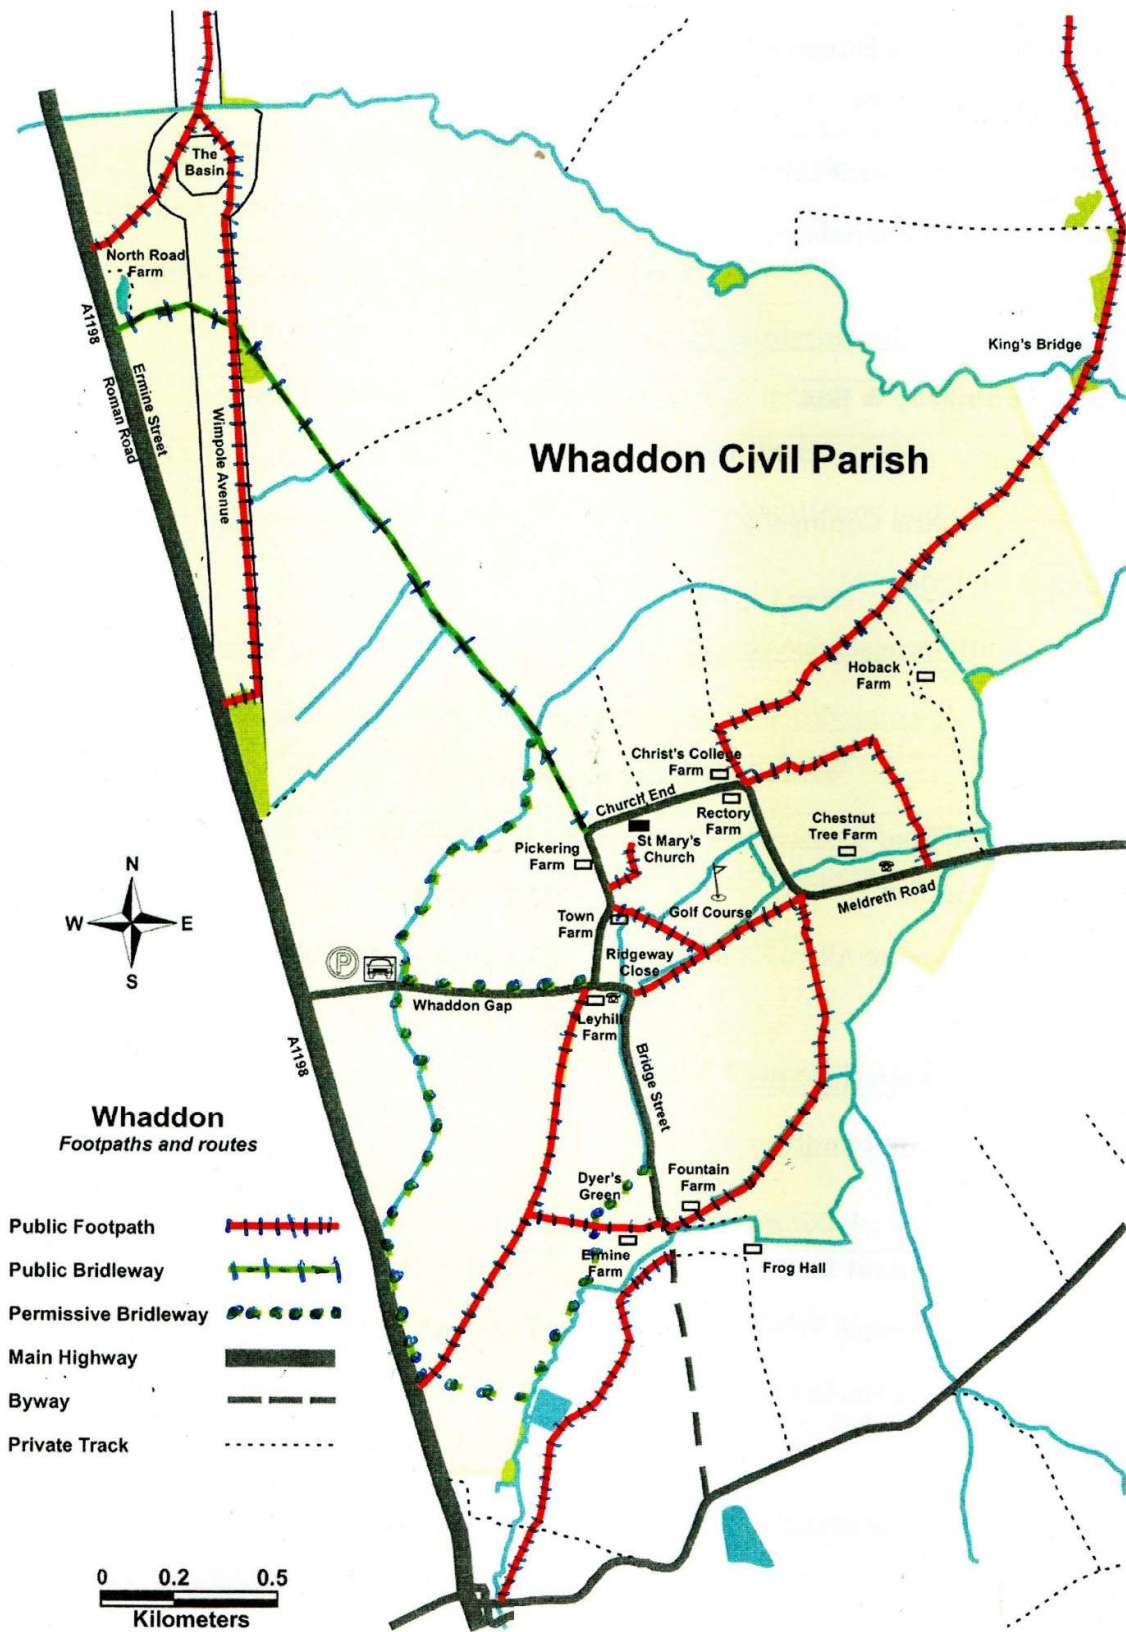 The
Basin
North Road
Farm
A1198
Ermine Street
Roman Road
Wimpole Avenue
King's Bridge
Whaddon Civil Parish
Hoback
Farm
Christ's College
Farm
Church End
Rectory
Farm
Chestnut
Tree Farm
St Mary's
Church
Pickering
Farm
Meldreth Road
Golf Course
Town
Farm
Ridgeway
Close
N
W
E
S
P
Whaddon Gap
Leyhill
Farm
A1198
Bridge Street
Whaddon
Footpaths and routes
Dyer's
Green
Fountain
Farm
Ermine
Farm
Frog Hall
Public Footpath
Public Bridleway
Permissive Bridleway
Main Highway
Byway
Private Track
0 0.2 0.5
Kilometers